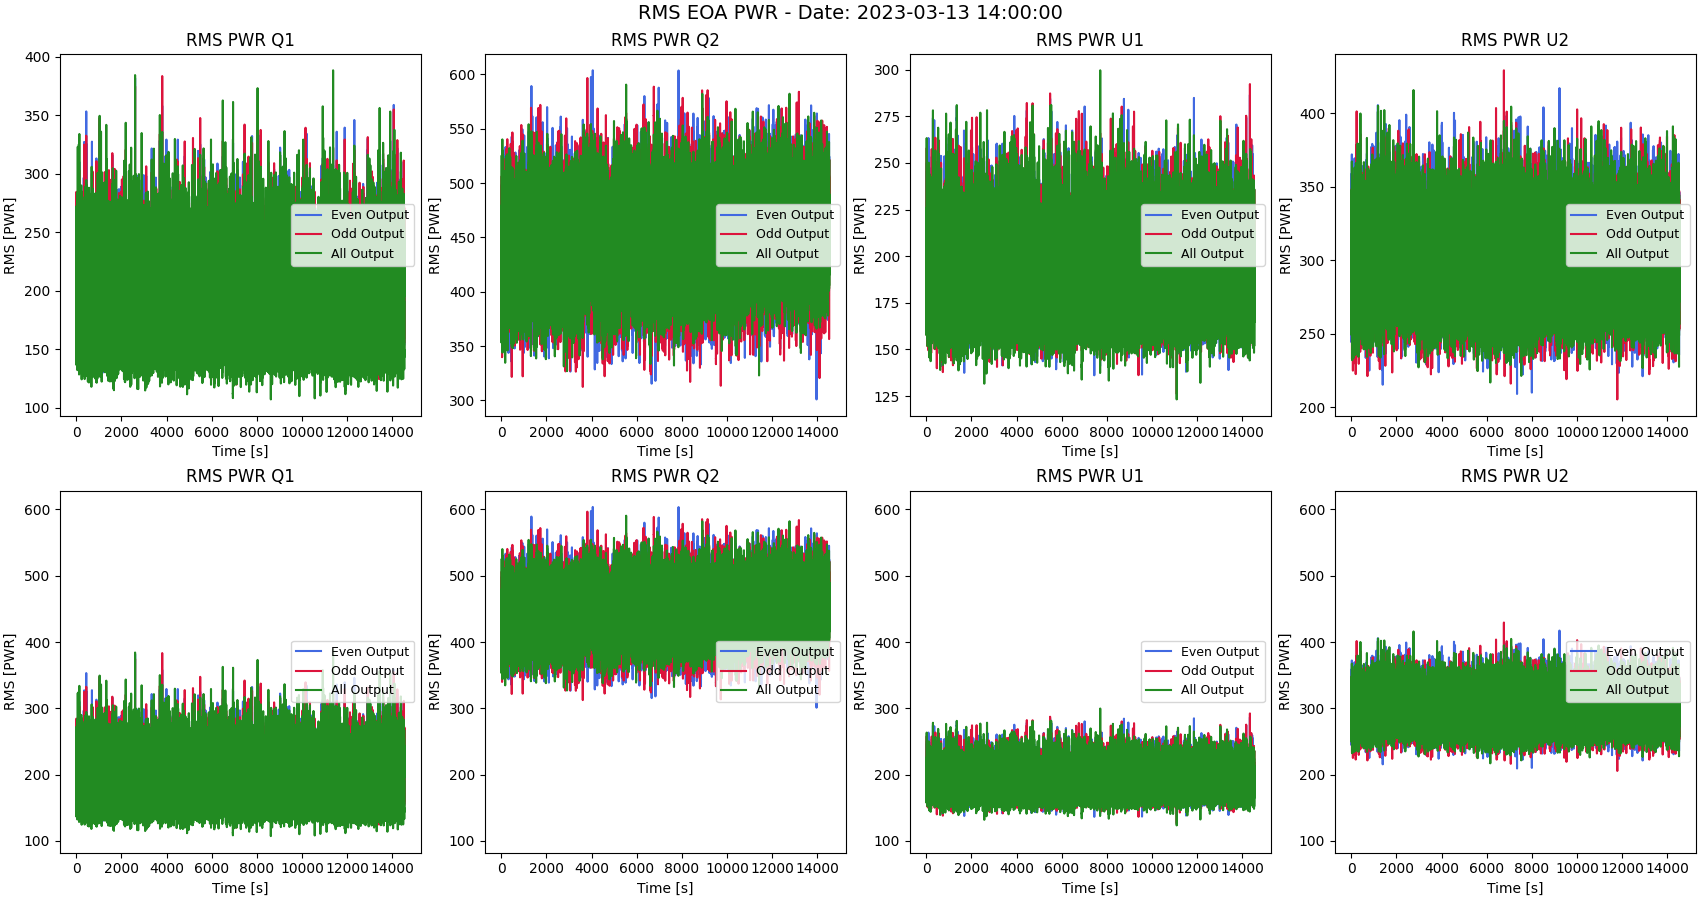 RMS EOA PWR - Date: 2023-03-13 14:00:00
RMS PWR Q1
RMS [PWR]
400
350
300
250
200
150
100
Even Output
Odd Output
All Output
0 2000 4000 6000 8000 10000 12000 14000
Time [s]
RMS PWR Q2
RMS [PWR]
600
550
500
450
400
350
300
Even Output
Odd Output
All Output
0 2000 4000 6000 8000 10000 12000 14000
Time [s]
RMS PWR U1
RMS [PWR]
300
275
250
225
200
175
150
125
Even Output
Odd Output
All Output
0 2000 4000 6000 8000 10000 12000 14000
Time [s]
RMS PWR U2
RMS [PWR]
400
350
300
250
200
Even Output
Odd Output
All Output
0 2000 4000 6000 8000 10000 12000 14000
Time [s]
RMS PWR Q1
RMS [PWR]
600
500
400
300
200
100
Even Output
Odd Output
All Output
0 2000 4000 6000 8000 10000 12000 14000
Time [s]
RMS PWR Q2
RMS [PWR]
600
500
400
300
200
100
Even Output
Odd Output
All Output
0 2000 4000 6000 8000 10000 12000 14000
Time [s]
RMS PWR U1
RMS [PWR]
600
500
400
300
200
100
Even Output
Odd Output
All Output
0 2000 4000 6000 8000 10000 12000 14000
Time [s]
RMS PWR U2
RMS [PWR]
600
500
400
300
200
100
Even Output
Odd Output
All Output
0 2000 4000 6000 8000 10000 12000 14000
Time [s]